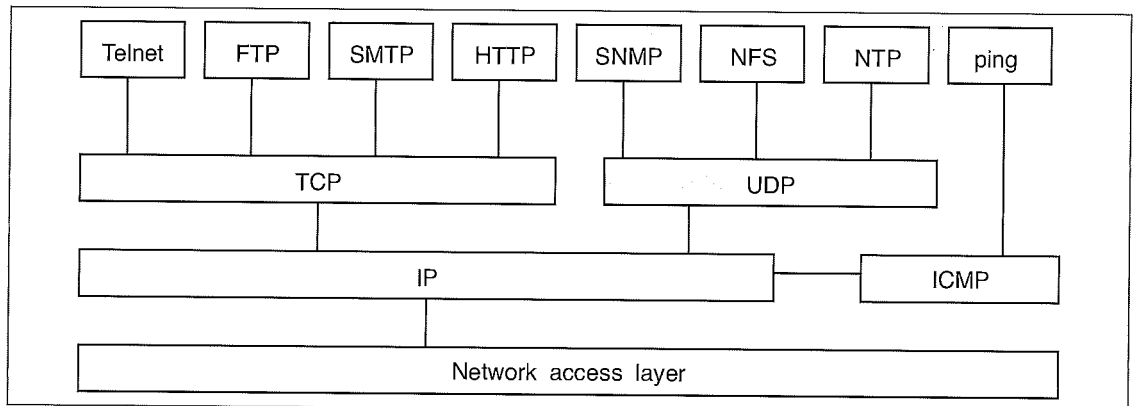 Telnet FTP SMTP HTTP SNMP NFS NTP ping
TCP UDP
IP ICMP
Network access layer